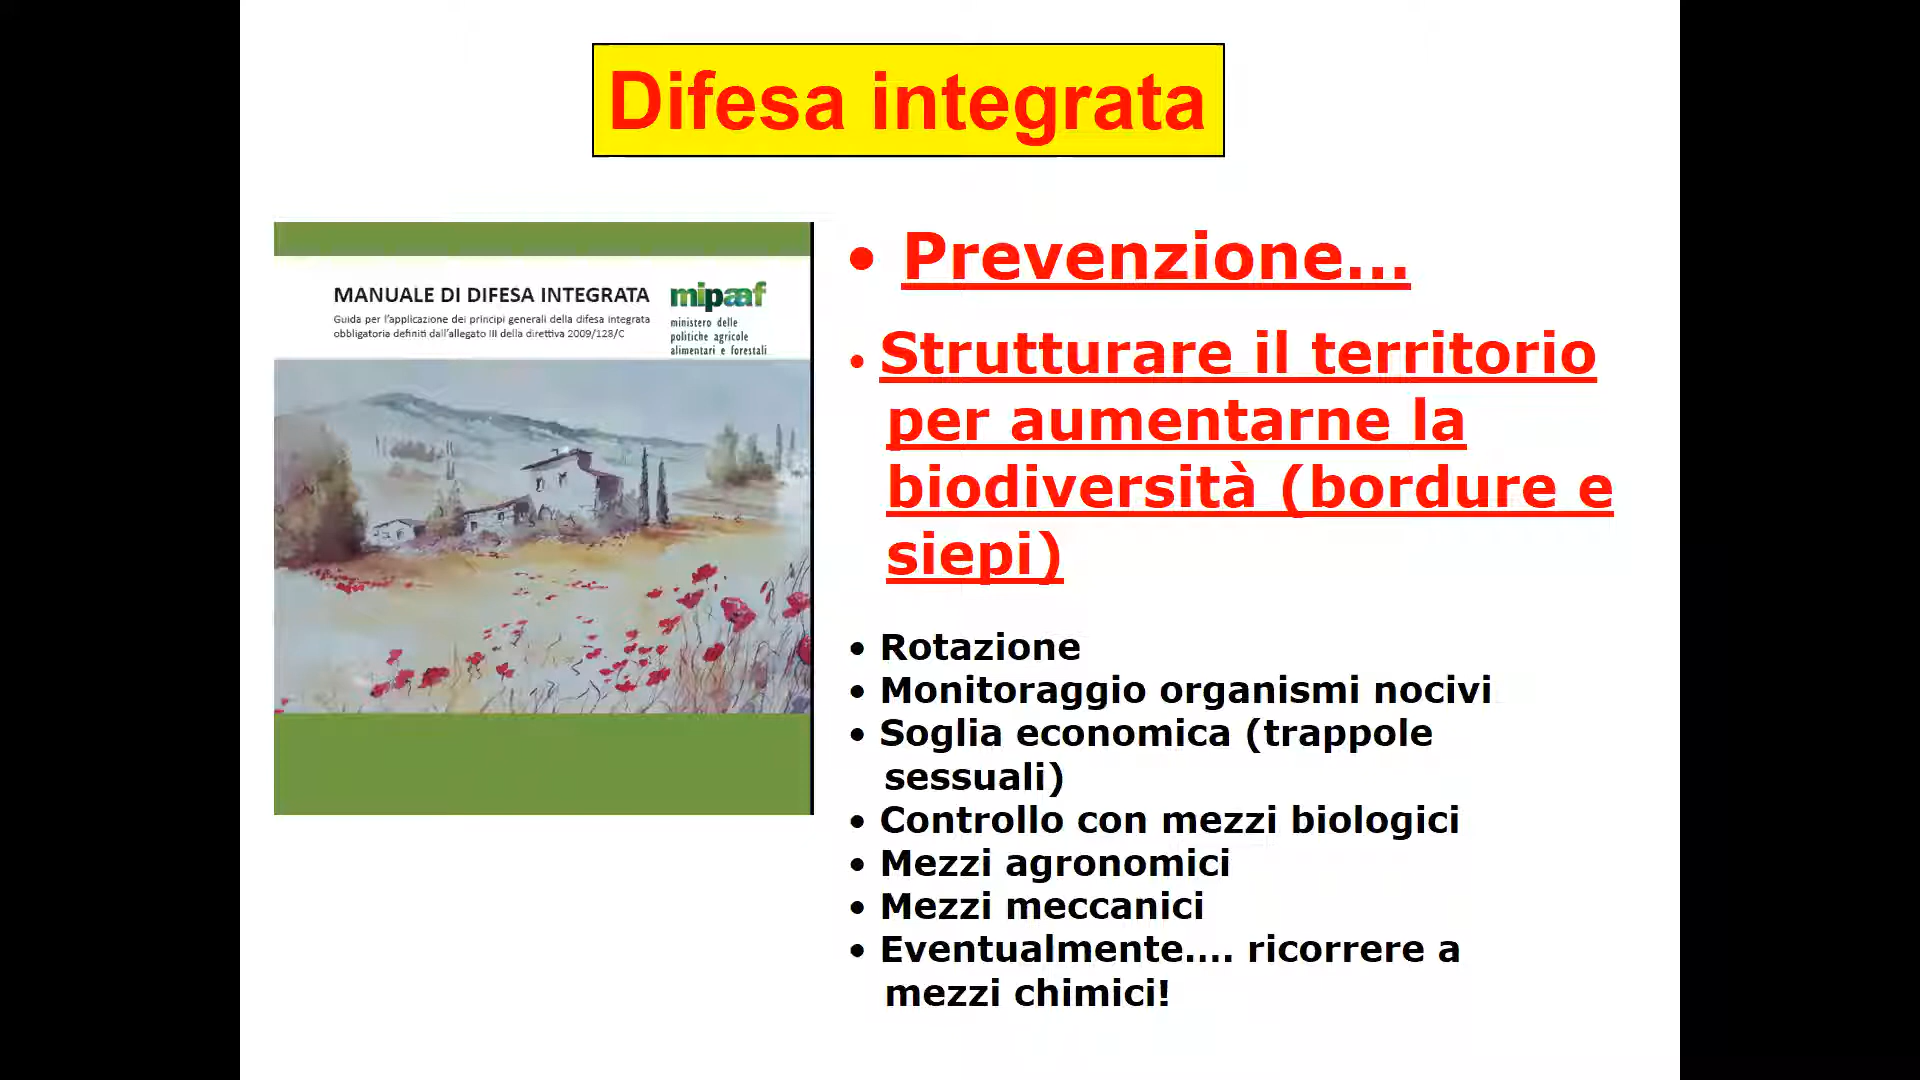 Difesa integrata
MANUALE DI DIFESA INTEGRATA
Guida per l'applicazione dei principi generali della difesa integrata
obbligatoria definiti dall'allegato III della direttiva 2009/128/C
mipaaf
ministero delle
politiche agricole
alimentari e forestali
• Prevenzione...
• Strutturare il territorio
per aumentarne la
biodiversità (bordure e
siepi)
• Rotazione
• Monitoraggio organismi nocivi
• Soglia economica (trappole
sessuali)
• Controllo con mezzi biologici
• Mezzi agronomici
• Mezzi meccanici
• Eventualmente.... ricorrere a
mezzi chimici!